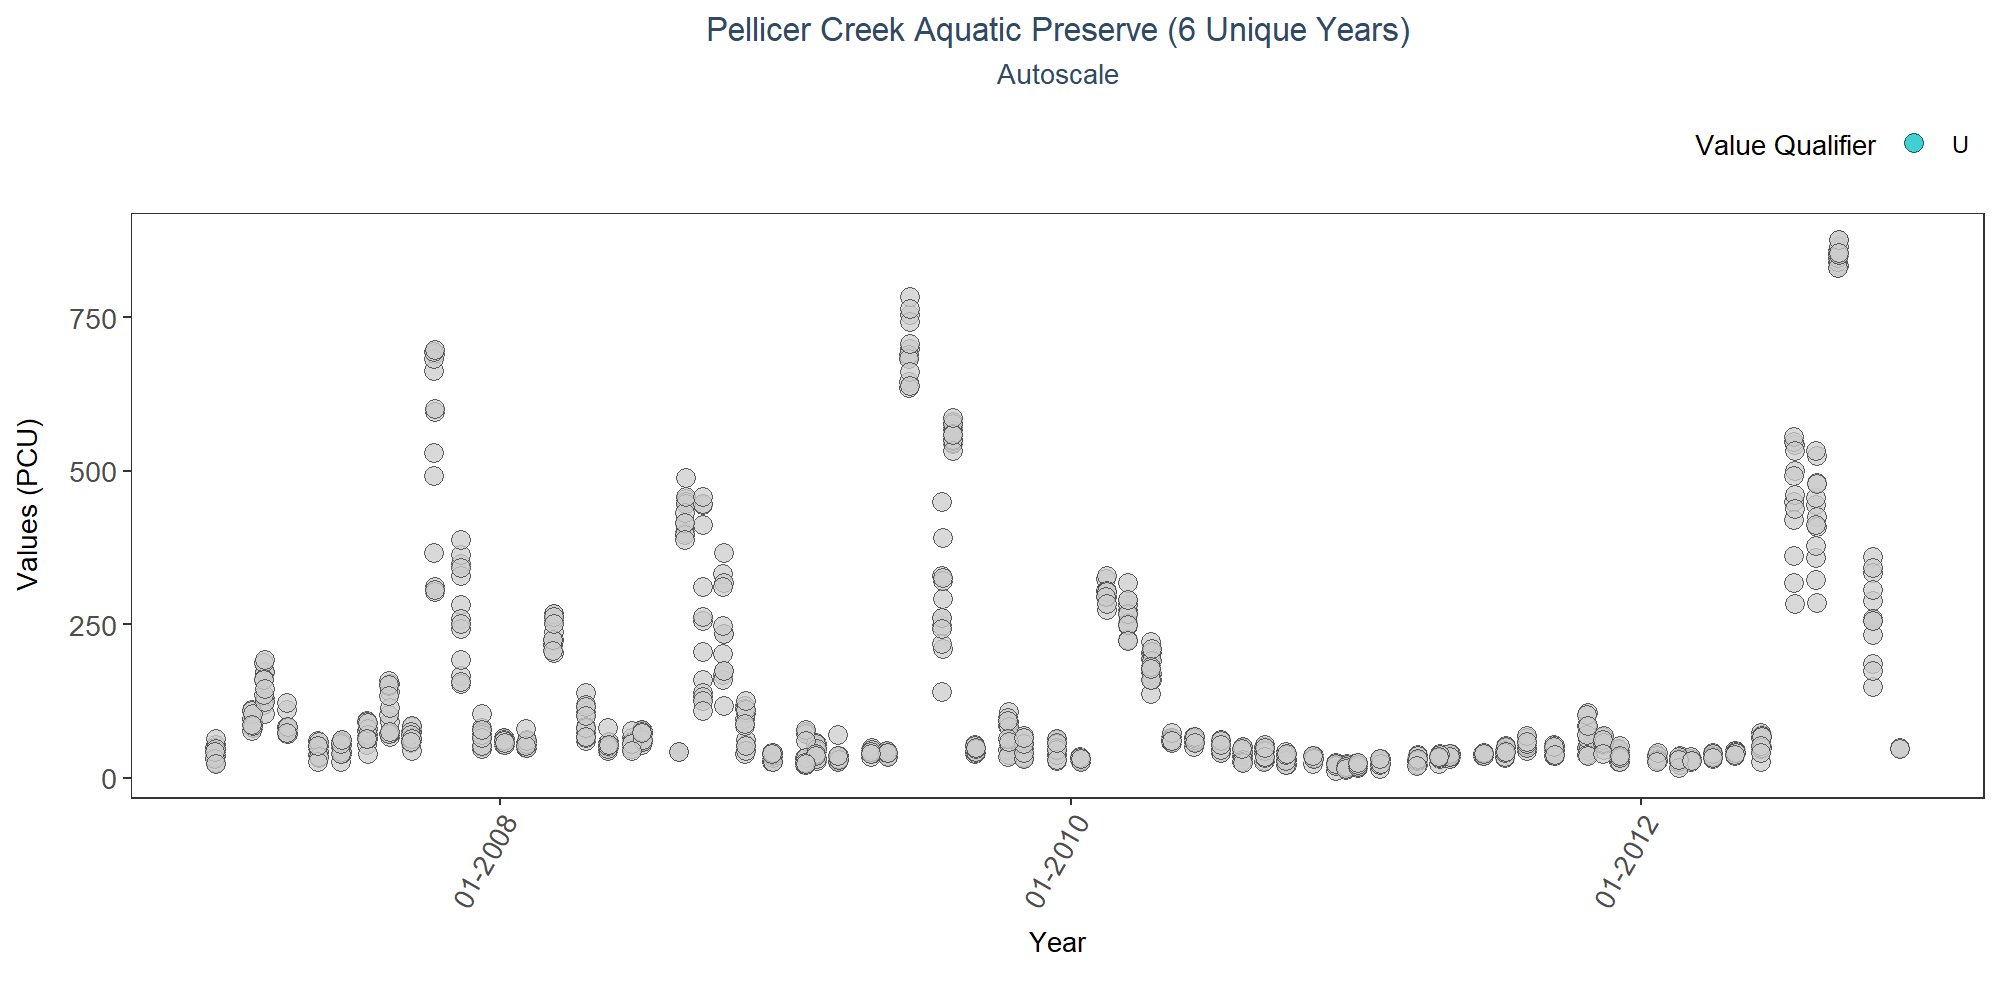 Pellicer Creek Aquatic Preserve (6 Unique Years)
Autoscale
Value Qualifier U
750
500
250
0
Values (PCU)
01-2008
01-2010
01-2012
Year